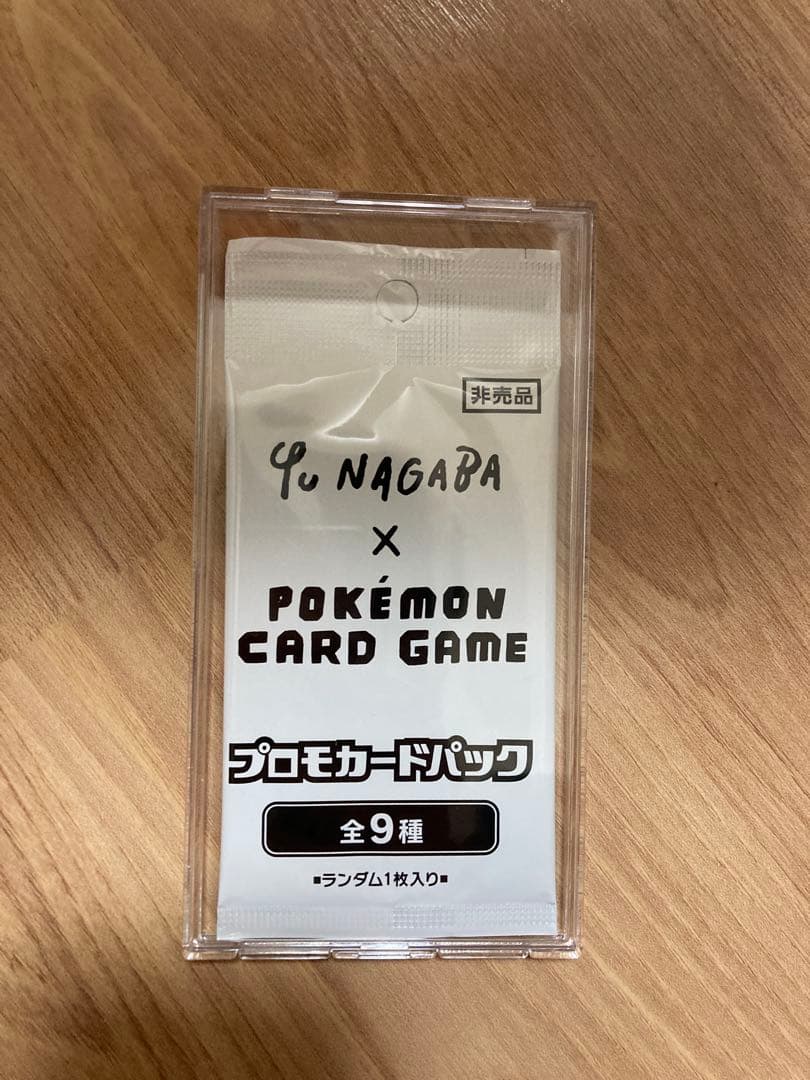 非売品
Yu NAGABA
×
POKÉMON
CARD GAME
プロモカードパック
全9種
■ランダム1枚入り■